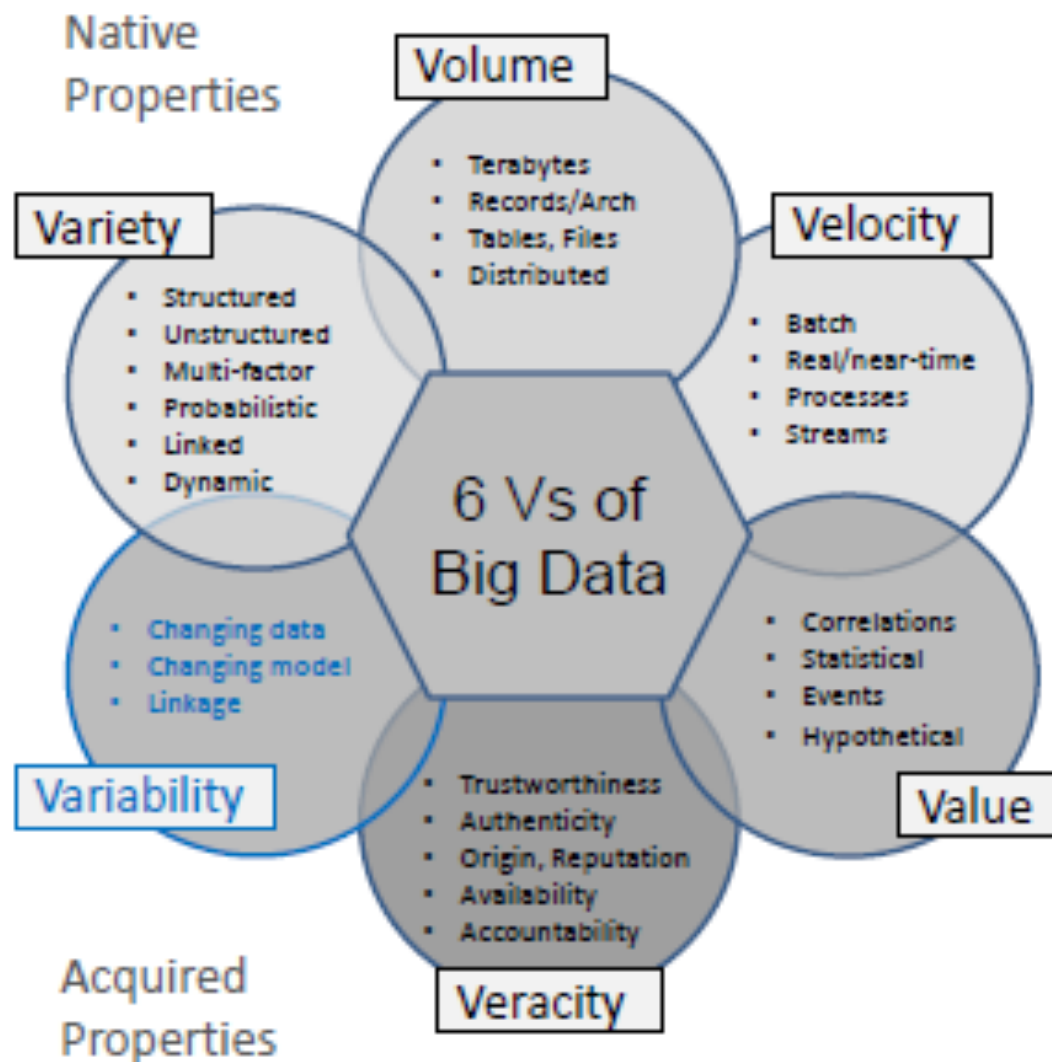 Native
Properties
Volume
Terabytes
Records/Arch
Tables, Files
Distributed
Variety
Structured
Unstructured
Multi-factor
Probabilistic
Linked
Dynamic
Velocity
Batch
Real/near-time
Processes
Streams
6 Vs of
Big Data
Changing data
Changing model
Linkage
Variability
Correlations
Statistical
Events
Hypothetical
Value
Trustworthiness
Authenticity
Origin, Reputation
Availability
Accountability
Veracity
Acquired
Properties